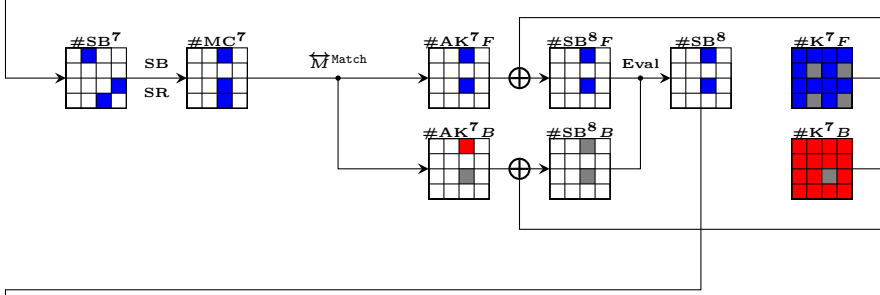 #SB⁷
SB
SR
#MC⁷
M⃡ Match
#AK⁷F
#SB⁸F
Eval
#SB⁸
#K⁷F
#AK⁷B
#SB⁸B
#K⁷B